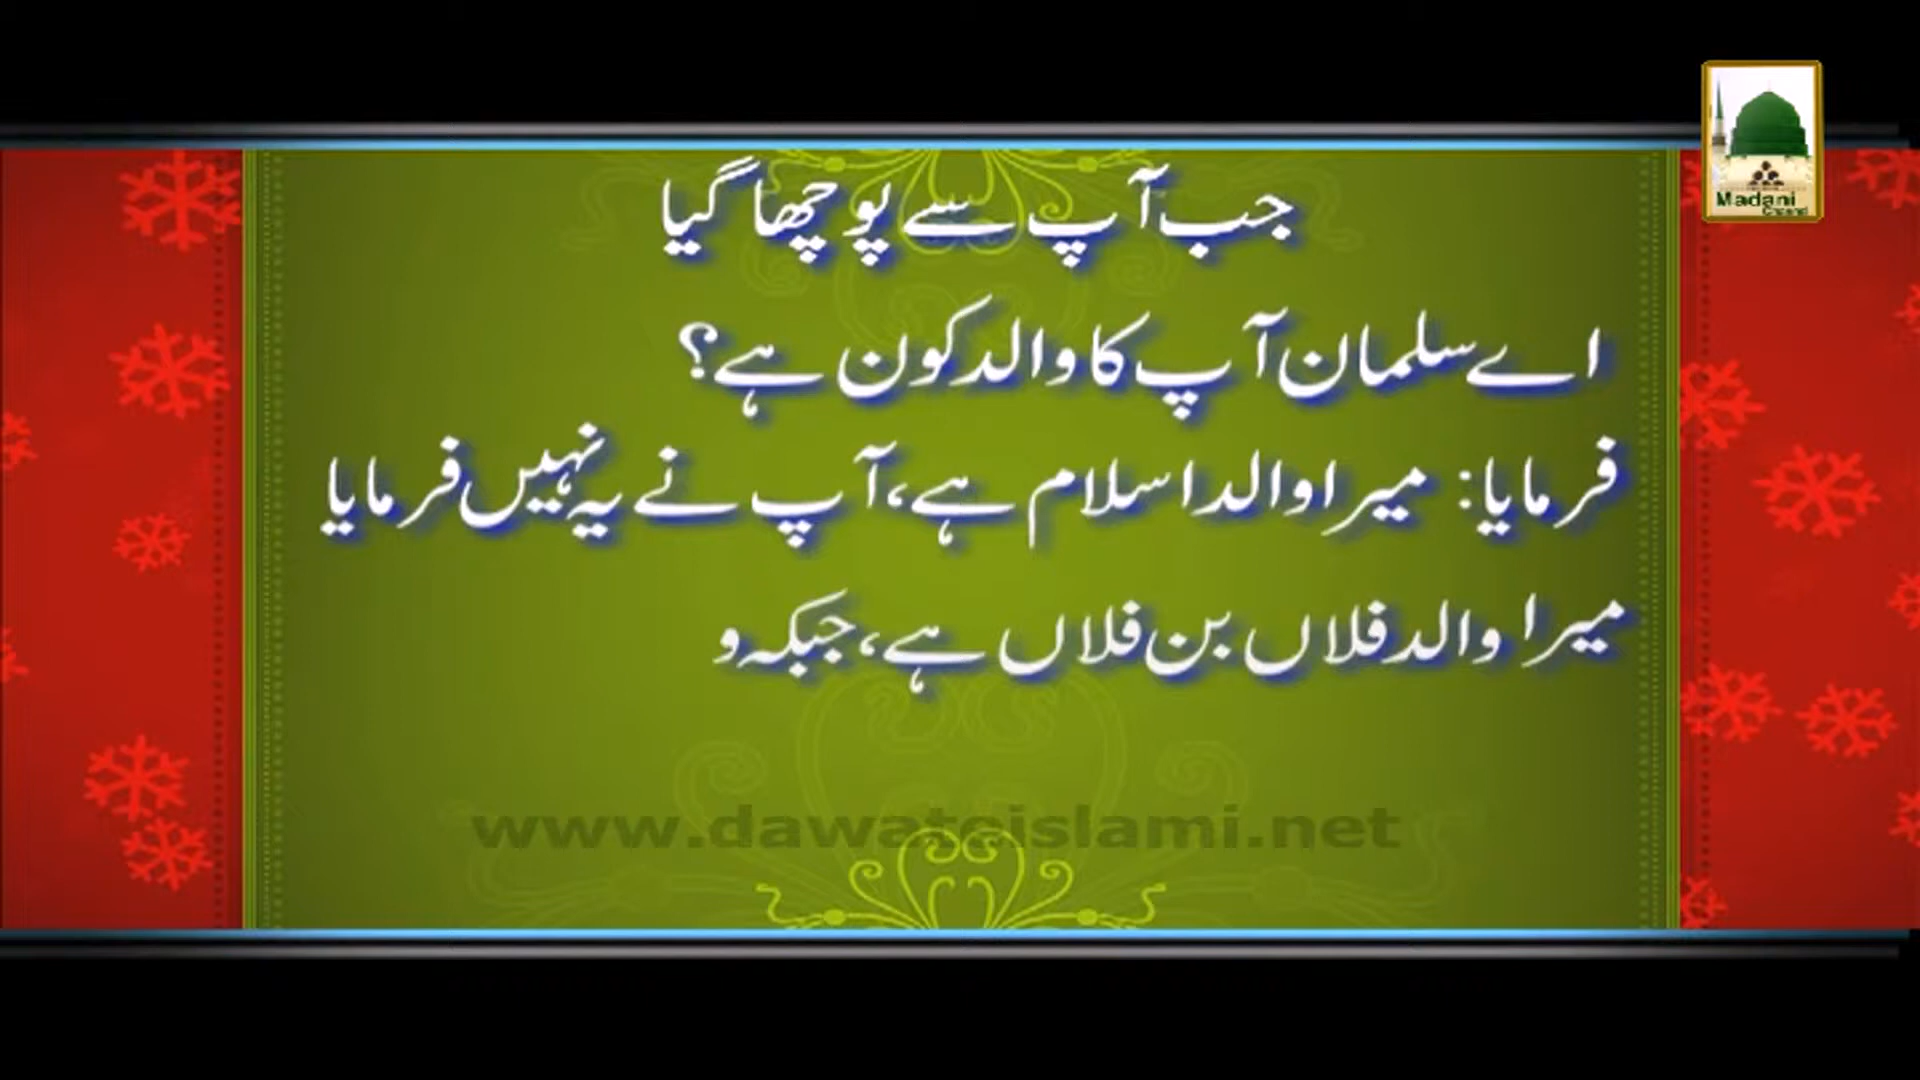 جب آپ سے پوچھا گیا
اے سلمان آپ کا والد کون ہے؟
فرمایا: میرا والد اسلام ہے، آپ نے یہ نہیں فرمایا
میرا والد فلاں بن فلاں ہے، جبکہ و
www.dawateislami.net
Madani
Channel